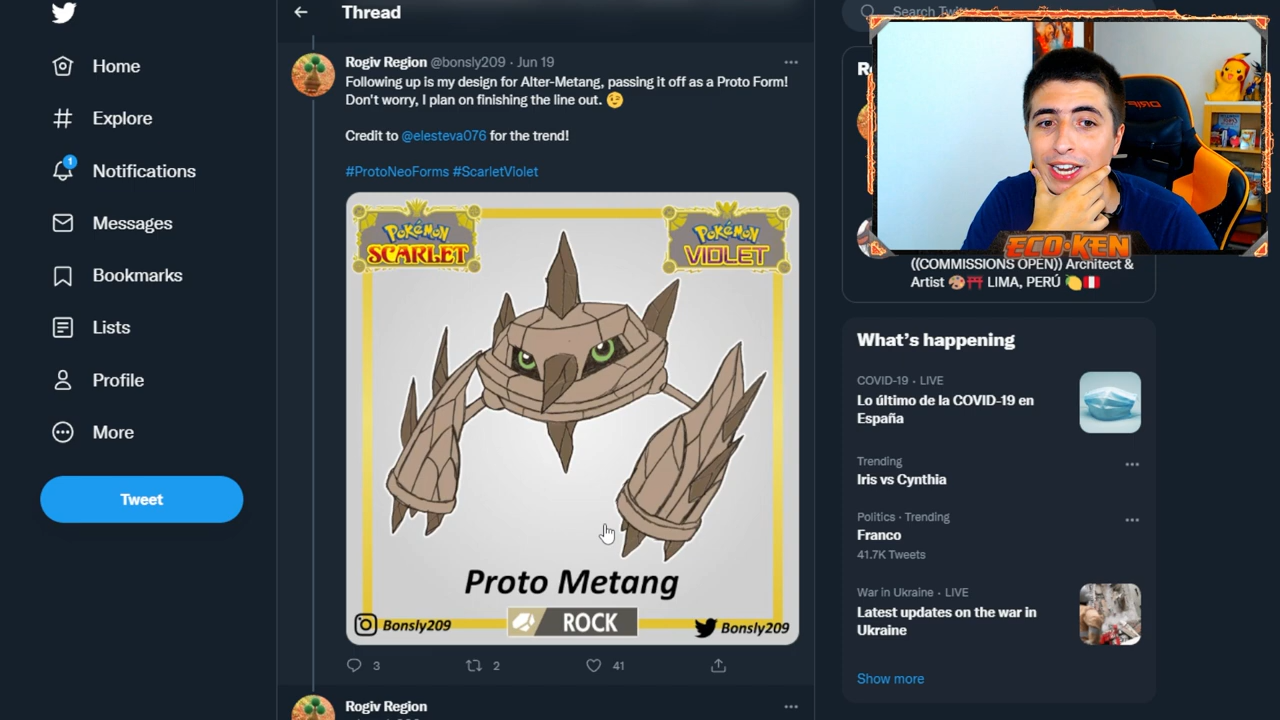 Home
Explore
1
Notifications
Messages
Bookmarks
Lists
Profile
More
Tweet
Thread
Rogiv Region @bonsly209 · Jun 19
Following up is my design for Alter-Metang, passing it off as a Proto Form!
Don't worry, I plan on finishing the line out. 😉
Credit to @elesteva076 for the trend!
#ProtoNeoForms #ScarletViolet
POKéMON
SCARLET
POKéMON
VIOLET
Proto Metang
Bonsly209
ROCK
Bonsly209
3
2
41
Rogiv Region
Search
ECO-KEN
((COMMISSIONS OPEN)) Architect &
Artist 🎨⛩️ LIMA, PERÚ 🍋🇵🇪
What's happening
COVID-19 · LIVE
Lo último de la COVID-19 en
España
Trending
Iris vs Cynthia
Politics · Trending
Franco
41.7K Tweets
War in Ukraine · LIVE
Latest updates on the war in
Ukraine
Show more